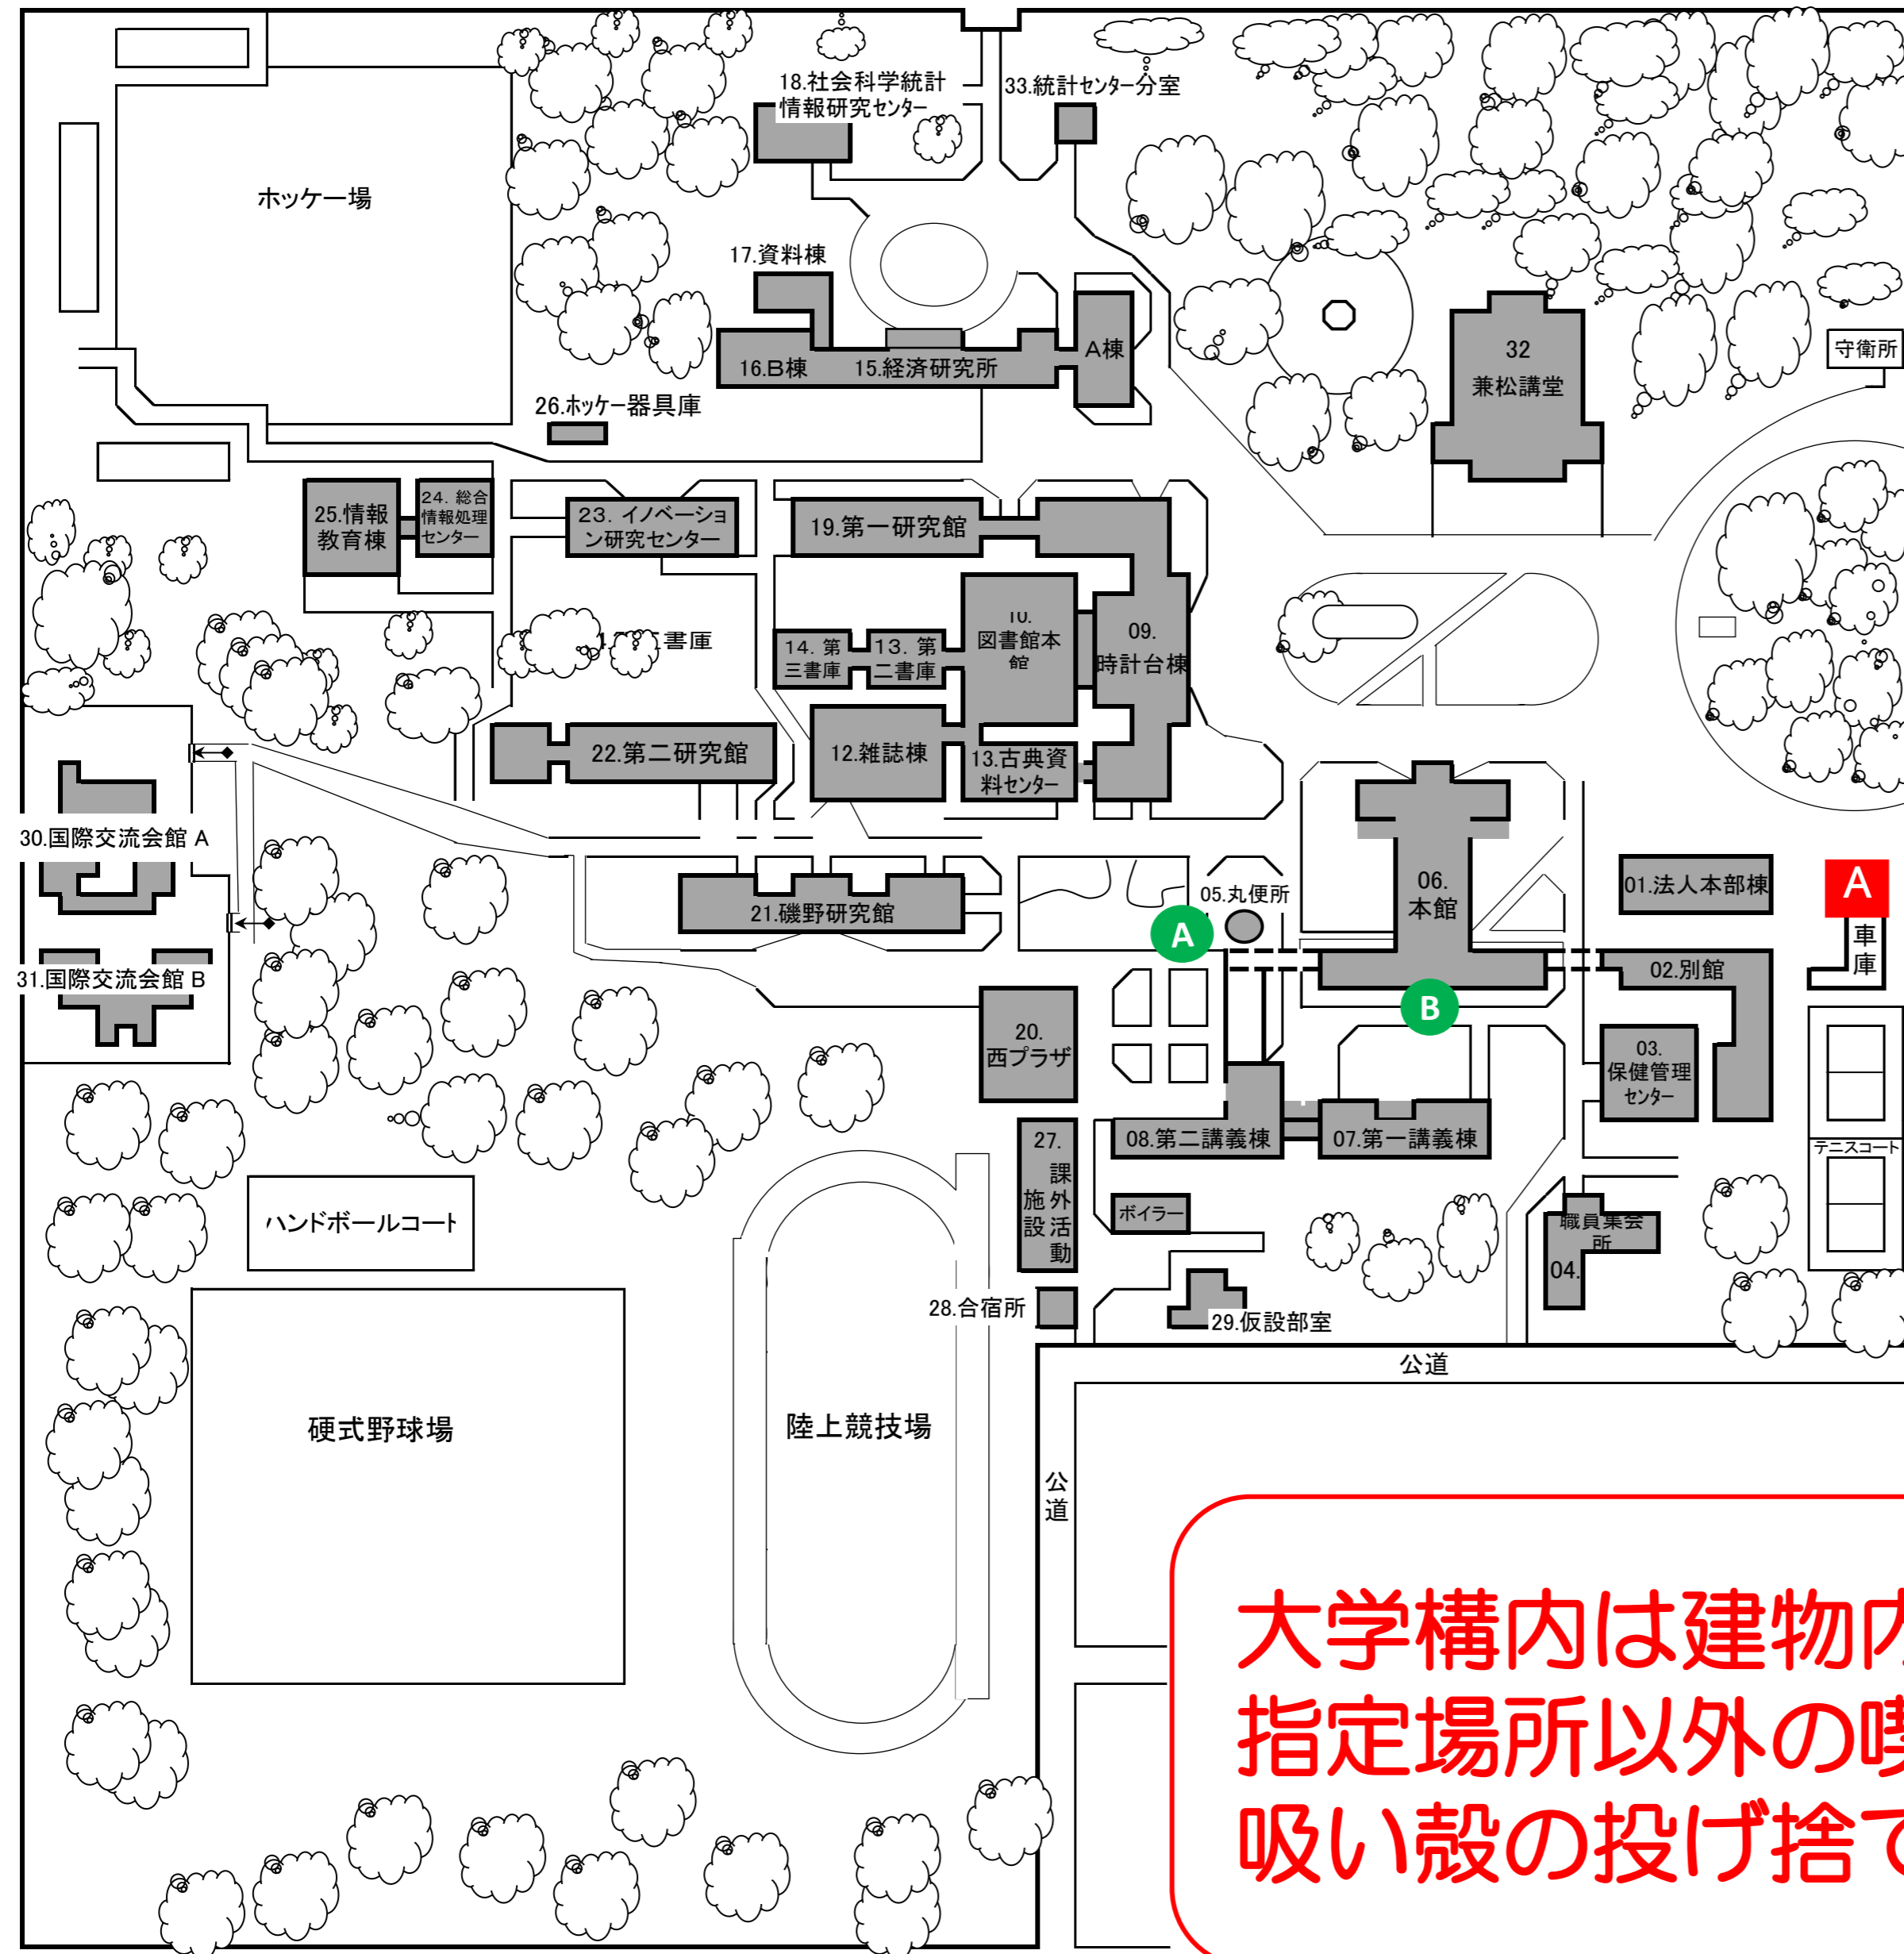 18.社会科学統計
情報研究センター
33.統計センター分室
ホッケー場
17.資料棟
A棟
16.B棟
15.経済研究所
32
兼松講堂
守衛所
26.ホッケー器具庫
25.情報
教育棟
24. 総合
情報処理
センター
23. イノベーショ
ン研究センター
19.第一研究館
10.
図書館本
館
09.
時計台棟
書庫
14. 第
三書庫
13. 第
二書庫
22.第二研究館
12.雑誌棟
13.古典資
料センター
30.国際交流会館 A
31.国際交流会館 B
21.磯野研究館
05.丸便所
A
06.
本館
01.法人本部棟
A
車
庫
02.別館
B
20.
西プラザ
03.
保健管理
センター
08.第二講義棟
07.第一講義棟
テニスコート
27.
課外活動
施設
ボイラー
職員集会
所
04.
ハンドボールコート
28.合宿所
29.仮設部室
公道
硬式野球場
陸上競技場
公
道
大学構内は建物
指定場所以外の
吸い殻の投げ捨て